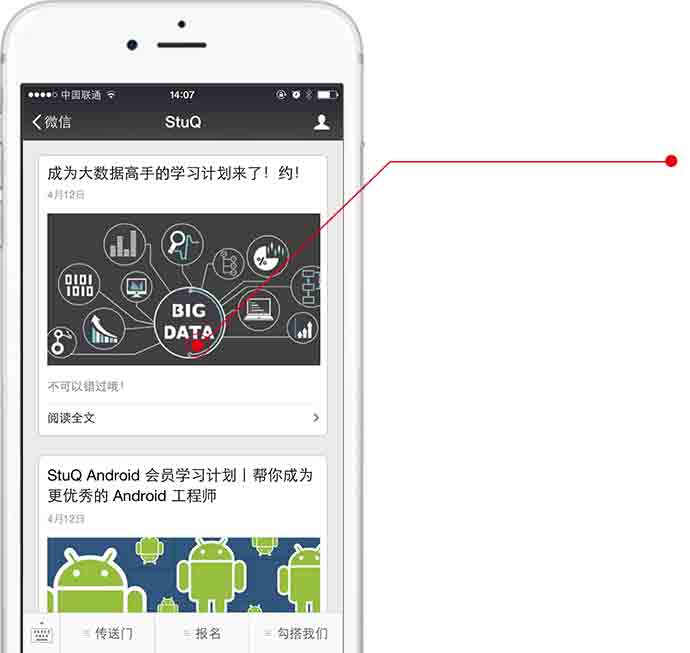 中国联通 14:07
微信 StuQ
成为大数据高手的学习计划来了！约！
4月12日
0101
1010
%
BIG
DATA
不可以错过哦！
阅读全文
StuQ Android 会员学习计划丨帮你成为
更优秀的 Android 工程师
4月12日
传送门 报名 勾搭我们